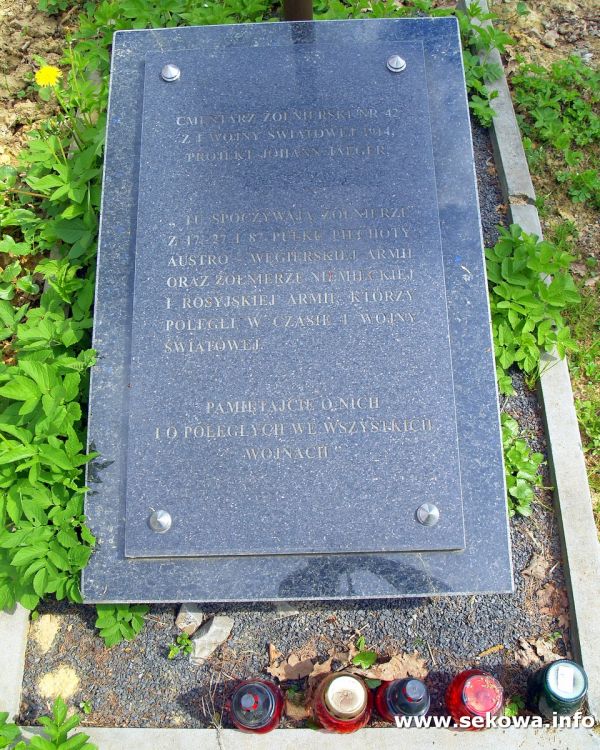 CMENTARZ ŻOŁNIERSKI NR 42
Z I WOJNY ŚWIATOWEJ 1914.
PROJEKT JOHANN JAEGER.
„ TU SPOCZYWAJĄ ŻOŁNIERZE
Z 17, 27 I 87 PUŁKU PIECHOTY
AUSTRO - WĘGIERSKIEJ ARMII
ORAZ ŻOŁNIERZE NIEMIECKIEJ
I ROSYJSKIEJ ARMII, KTÓRZY
POLEGLI W CZASIE I WOJNY
ŚWIATOWEJ.
PAMIĘTAJCIE O NICH
I O POLEGŁYCH WE WSZYSTKICH
WOJNACH ”
www.sekowa.info